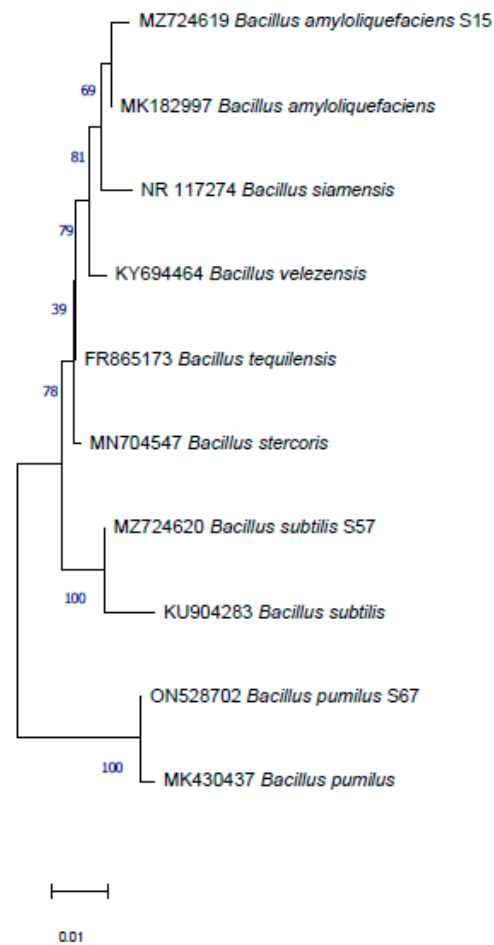 MZ724619 Bacillus amyloliquefaciens S15
69
MK182997 Bacillus amyloliquefaciens
81
NR 117274 Bacillus siamensis
79
KY694464 Bacillus velezensis
39
FR865173 Bacillus tequilensis
78
MN704547 Bacillus stercoris
MZ724620 Bacillus subtilis S57
100
KU904283 Bacillus subtilis
ON528702 Bacillus pumilus S67
100
MK430437 Bacillus pumilus
0.01